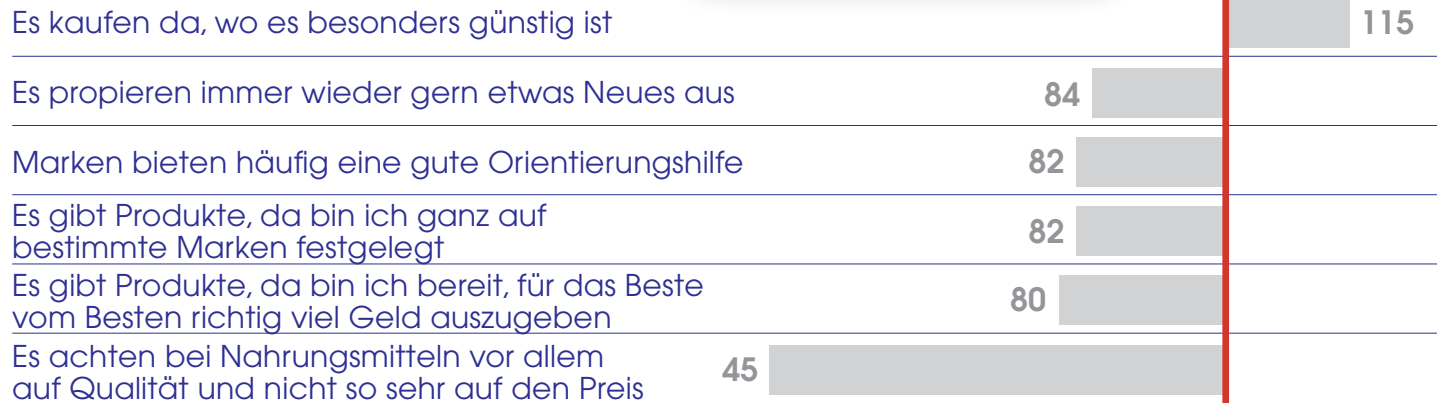 Es kaufen da, wo es besonders günstig ist
115
Es propieren immer wieder gern etwas Neues aus
84
Marken bieten häufig eine gute Orientierungshilfe
82
Es gibt Produkte, da bin ich ganz auf
bestimmte Marken festgelegt
82
Es gibt Produkte, da bin ich bereit, für das Beste
vom Besten richtig viel Geld auszugeben
80
Es achten bei Nahrungsmitteln vor allem
auf Qualität und nicht so sehr auf den Preis
45